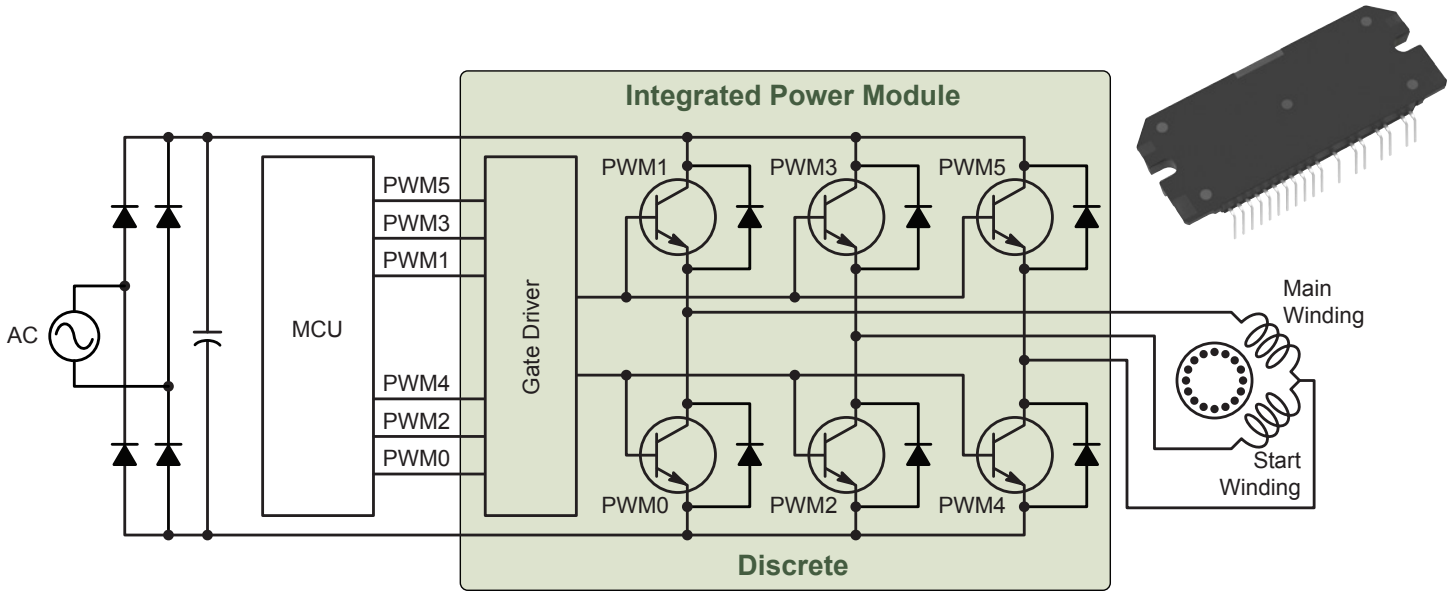 Integrated Power Module
PWM1
PWM3
PWM5
PWM5
PWM3
PWM1
AC
MCU
Gate Driver
Main
Winding
PWM4
PWM2
PWM0
Start
Winding
PWM0
PWM2
PWM4
Discrete